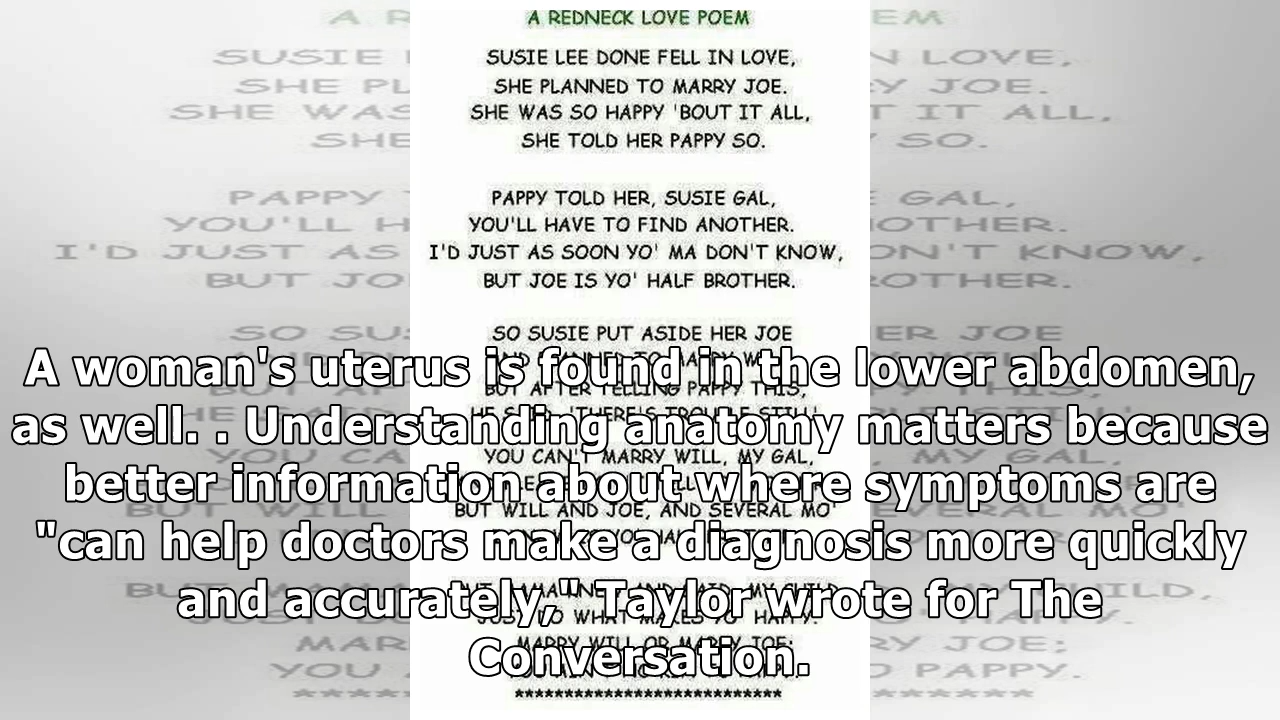 A REDNECK LOVE POEM
SUSIE LEE DONE FELL IN LOVE,
SHE PLANNED TO MARRY JOE.
SHE WAS SO HAPPY 'BOUT IT ALL,
SHE TOLD HER PAPPY SO.
PAPPY TOLD HER, SUSIE GAL,
YOU'LL HAVE TO FIND ANOTHER.
I'D JUST AS SOON YO' MA DON'T KNOW,
BUT JOE IS YO' HALF BROTHER.
SO SUSIE PUT ASIDE HER JOE
BUT AFTER TELLING PAPPY THIS,
YOU CAN'T MARRY WILL, MY GAL,
BUT WILL AND JOE, AND SEVERAL MO'
MARRY WILL OR MARRY JOE;
**************************
A woman's uterus is found in the lower abdomen,
as well. . Understanding anatomy matters because
better information about where symptoms are
"can help doctors make a diagnosis more quickly
and accurately," Taylor wrote for The
Conversation.